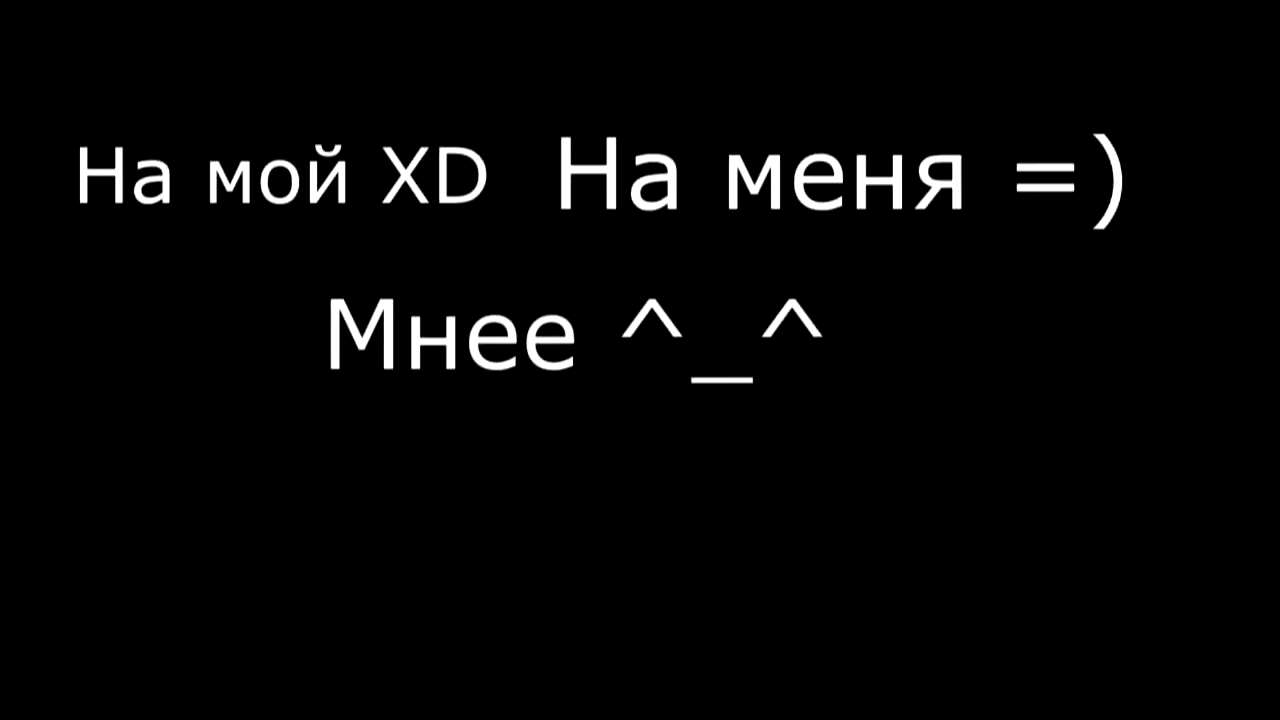 На мой XD На меня =)
Мнее ^_^